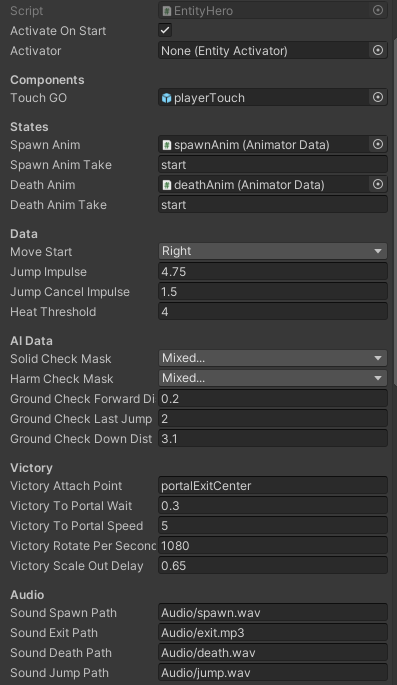 Script EntityHero
Activate On Start
Activator None (Entity Activator)
Components
Touch GO playerTouch
States
Spawn Anim spawnAnim (Animator Data)
Spawn Anim Take start
Death Anim deathAnim (Animator Data)
Death Anim Take start
Data
Move Start Right
Jump Impulse 4.75
Jump Cancel Impulse 1.5
Heat Threshold 4
AI Data
Solid Check Mask Mixed...
Harm Check Mask Mixed...
Ground Check Forward Di 0.2
Ground Check Last Jump 2
Ground Check Down Dist 3.1
Victory
Victory Attach Point portalExitCenter
Victory To Portal Wait 0.3
Victory To Portal Speed 5
Victory Rotate Per Second 1080
Victory Scale Out Delay 0.65
Audio
Sound Spawn Path Audio/spawn.wav
Sound Exit Path Audio/exit.mp3
Sound Death Path Audio/death.wav
Sound Jump Path Audio/jump.wav